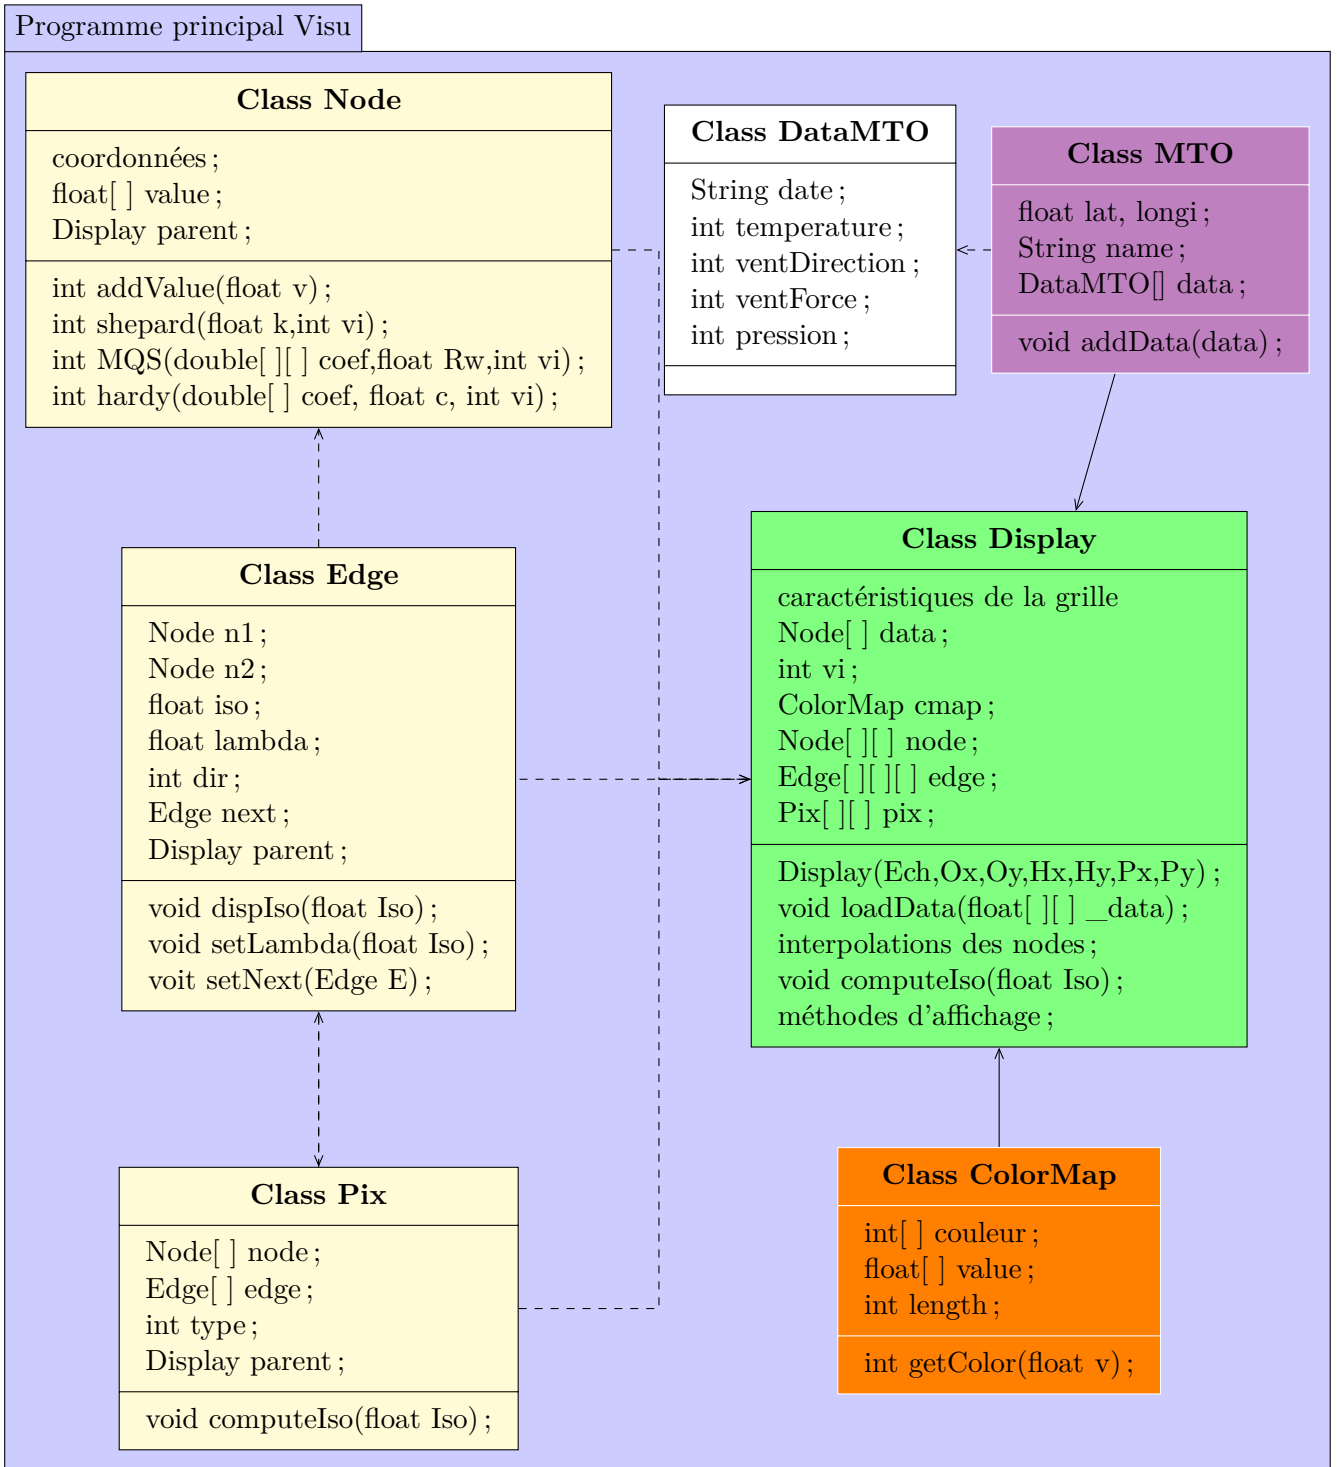 Programme principal Visu
Class Node
coordonnées ;
float[ ] value ;
Display parent ;
int addValue(float v) ;
int shepard(float k,int vi) ;
int MQS(double[ ][ ] coef,float Rw,int vi) ;
int hardy(double[ ] coef, float c, int vi) ;
Class DataMTO
String date ;
int temperature ;
int ventDirection ;
int ventForce ;
int pression ;
Class MTO
float lat, longi ;
String name ;
DataMTO[] data ;
void addData(data) ;
Class Edge
Node n1 ;
Node n2 ;
float iso ;
float lambda ;
int dir ;
Edge next ;
Display parent ;
void dispIso(float Iso) ;
void setLambda(float Iso) ;
voit setNext(Edge E) ;
Class Display
caractéristiques de la grille
Node[ ] data ;
int vi ;
ColorMap cmap ;
Node[ ][ ] node ;
Edge[ ][ ][ ] edge ;
Pix[ ][ ] pix ;
Display(Ech,Ox,Oy,Hx,Hy,Px,Py) ;
void loadData(float[ ][ ] _data) ;
interpolations des nodes ;
void computeIso(float Iso) ;
méthodes d'affichage ;
Class Pix
Node[ ] node ;
Edge[ ] edge ;
int type ;
Display parent ;
void computeIso(float Iso) ;
Class ColorMap
int[ ] couleur ;
float[ ] value ;
int length ;
int getColor(float v) ;